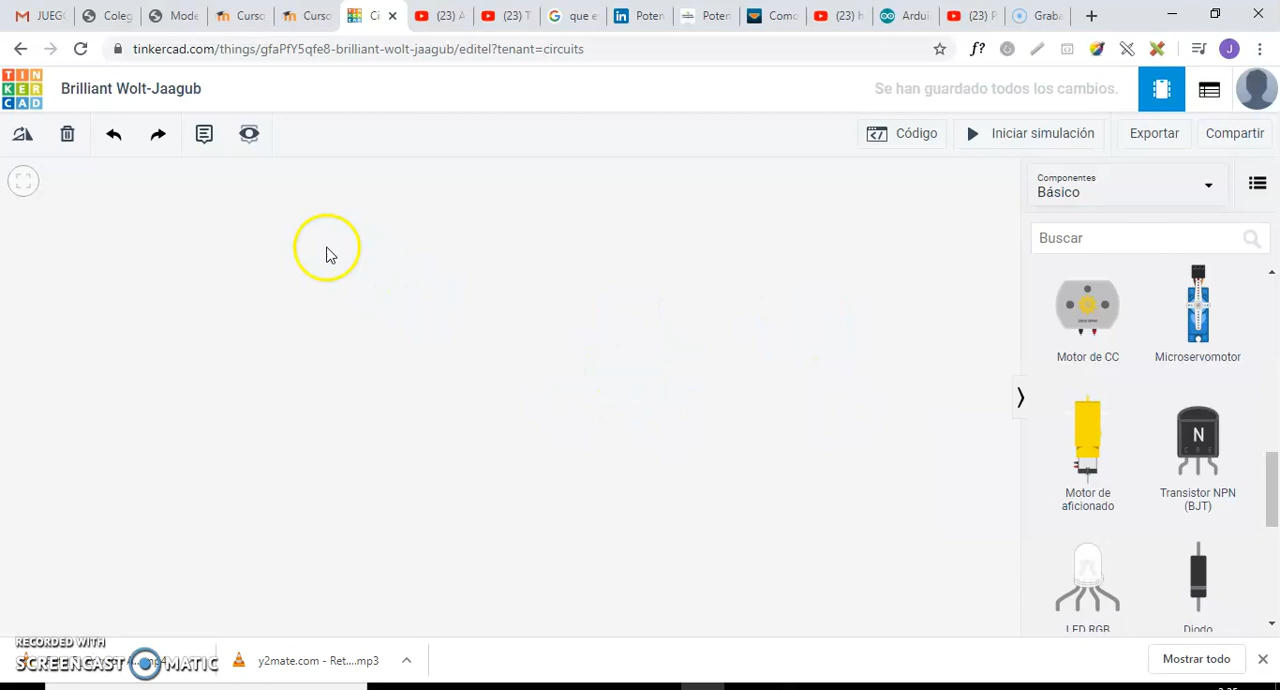 JUEG
Coleg
Mode
Curso
Curso
Ci
(23) A
(23) T
que e
Poten
Poten
Como
(23) h
Ardui
(23) P
Graba
tinkercad.com/things/gfaPfY5qfe8-brilliant-wolt-jaagub/editel?tenant=circuits
f?
J
TIN
KER
CAD
Brilliant Wolt-Jaagub
Se han guardado todos los cambios.
Código
Iniciar simulación
Exportar
Compartir
Componentes
Básico
Buscar
Motor de CC
Microservomotor
N
Motor de
aficionado
Transistor NPN
(BJT)
LED RGB
Diodo
RECORDED WITH
SCREENCAST MATIC
.mp4
y2mate.com - Ret....mp3
Mostrar todo